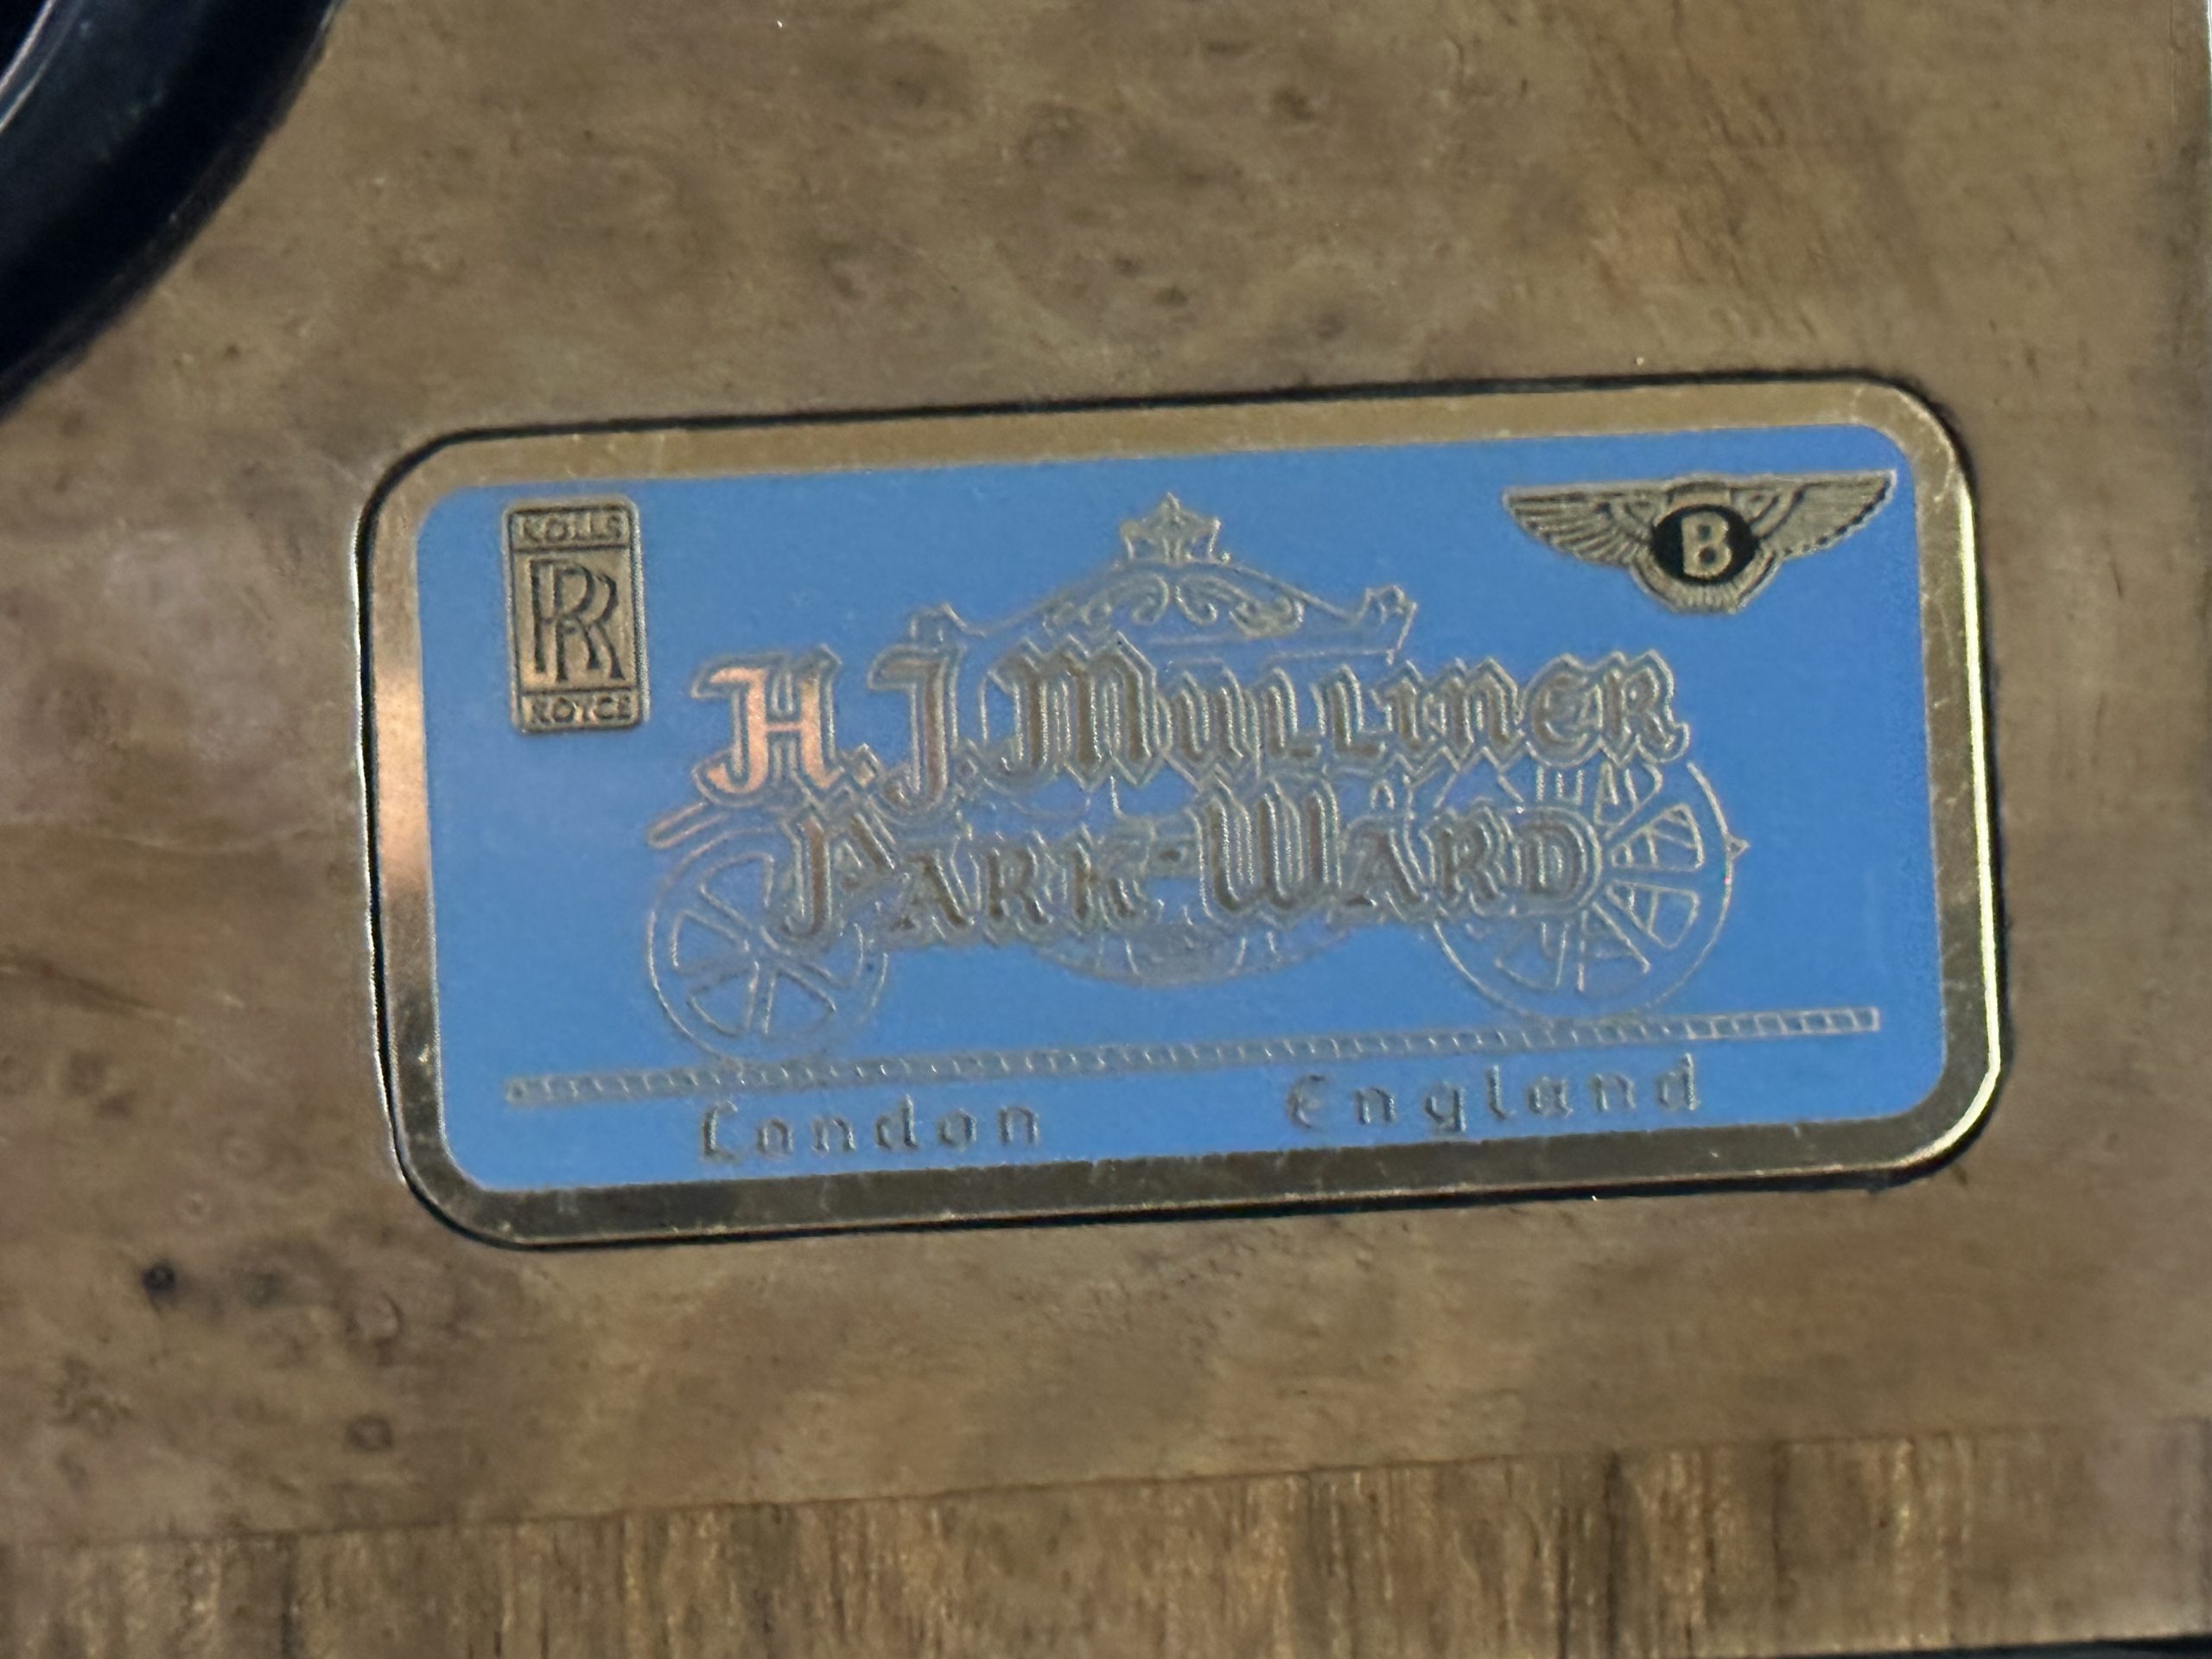 ROLLS
RR
ROYCE
B
H.J. Mulliner
Park-Ward
London England